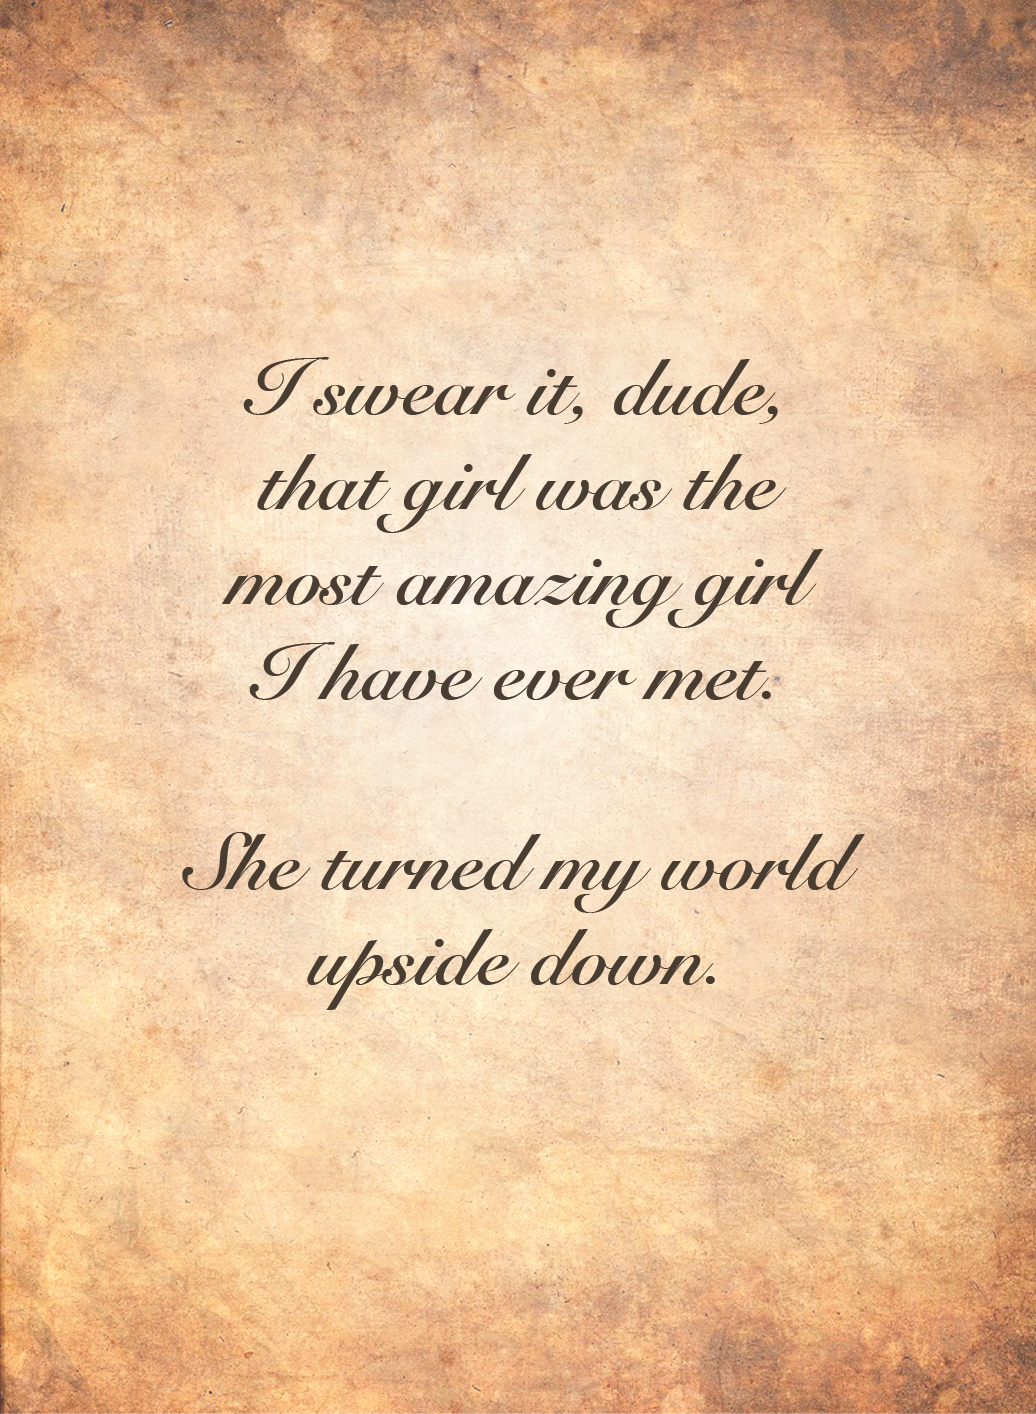 I swear it, dude,
that girl was the
most amazing girl
I have ever met.
She turned my world
upside down.